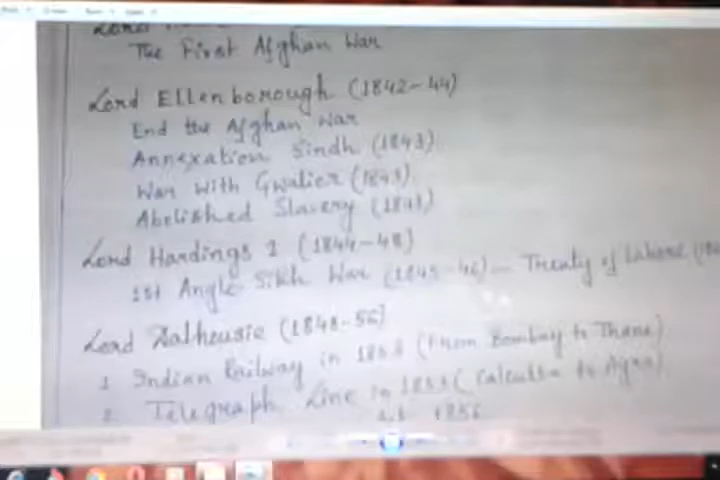 Lord
The First Afghan War
Lord Ellenborough (1842-44)
End the Afghan War
Annexation Sindh (1843)
War with Gwalior (1843)
Abolished Slavery (1843)
Lord Hardings 1 (1844-48)
1st Anglo Sikh War (1845-46) - Treaty of Lahore
Lord Dalhousie (1848-56)
1 Indian Railway in 1853 (From Bombay to Thane)
2 Telegraph Line in 1853 (Calcutta to Agra)
1856